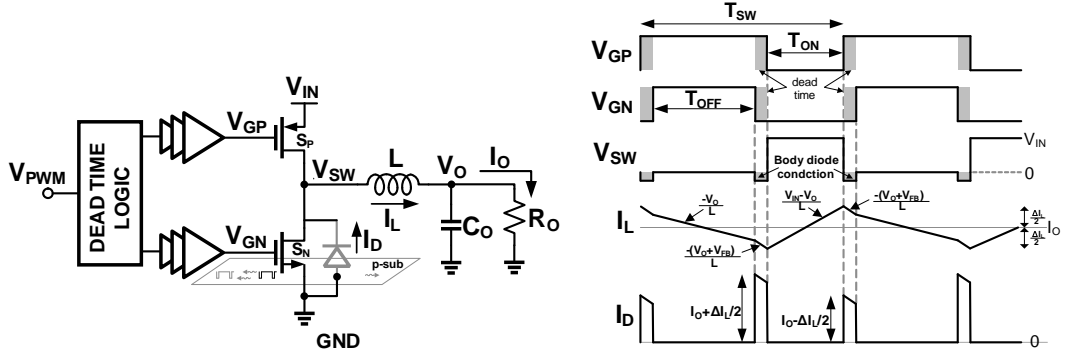 V_IN
V_GP
S_P
V_PWM
DEAD TIME
LOGIC
V_SW
L
V_O
I_O
I_L
C_O
R_O
V_GN
S_N
I_D
p-sub
GND
T_SW
V_GP
T_ON
dead
time
V_GN
T_OFF
V_SW
V_IN
Body diode
condction
0
I_L
-V_O
L
V_IN-V_O
L
-(V_O+V_FB)
L
ΔI_L
2
I_O
ΔI_L
2
-(V_O+V_FB)
L
I_D
I_O+ΔI_L/2
I_O-ΔI_L/2
0